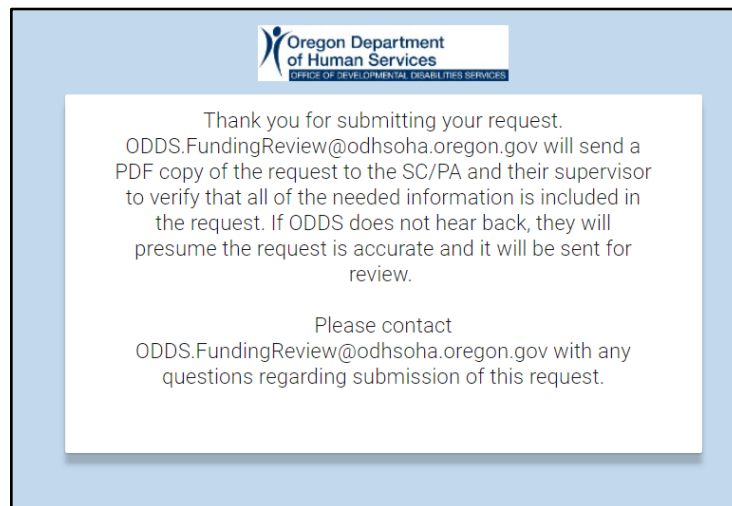 Oregon Department
of Human Services
OFFICE OF DEVELOPMENTAL DISABILITIES SERVICES
Thank you for submitting your request.
ODDS.FundingReview@odhsoha.oregon.gov will send a
PDF copy of the request to the SC/PA and their supervisor
to verify that all of the needed information is included in
the request. If ODDS does not hear back, they will
presume the request is accurate and it will be sent for
review.
Please contact
ODDS.FundingReview@odhsoha.oregon.gov with any
questions regarding submission of this request.